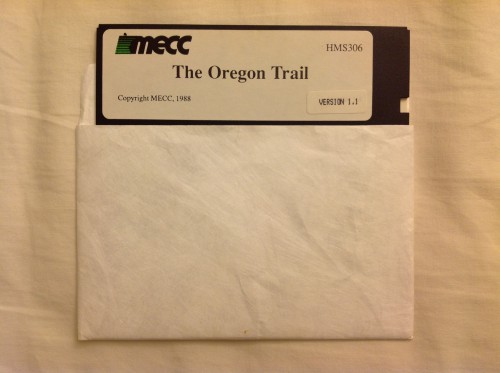 mecc
HMS306
The Oregon Trail
Copyright MECC, 1988
VERSION 1.1